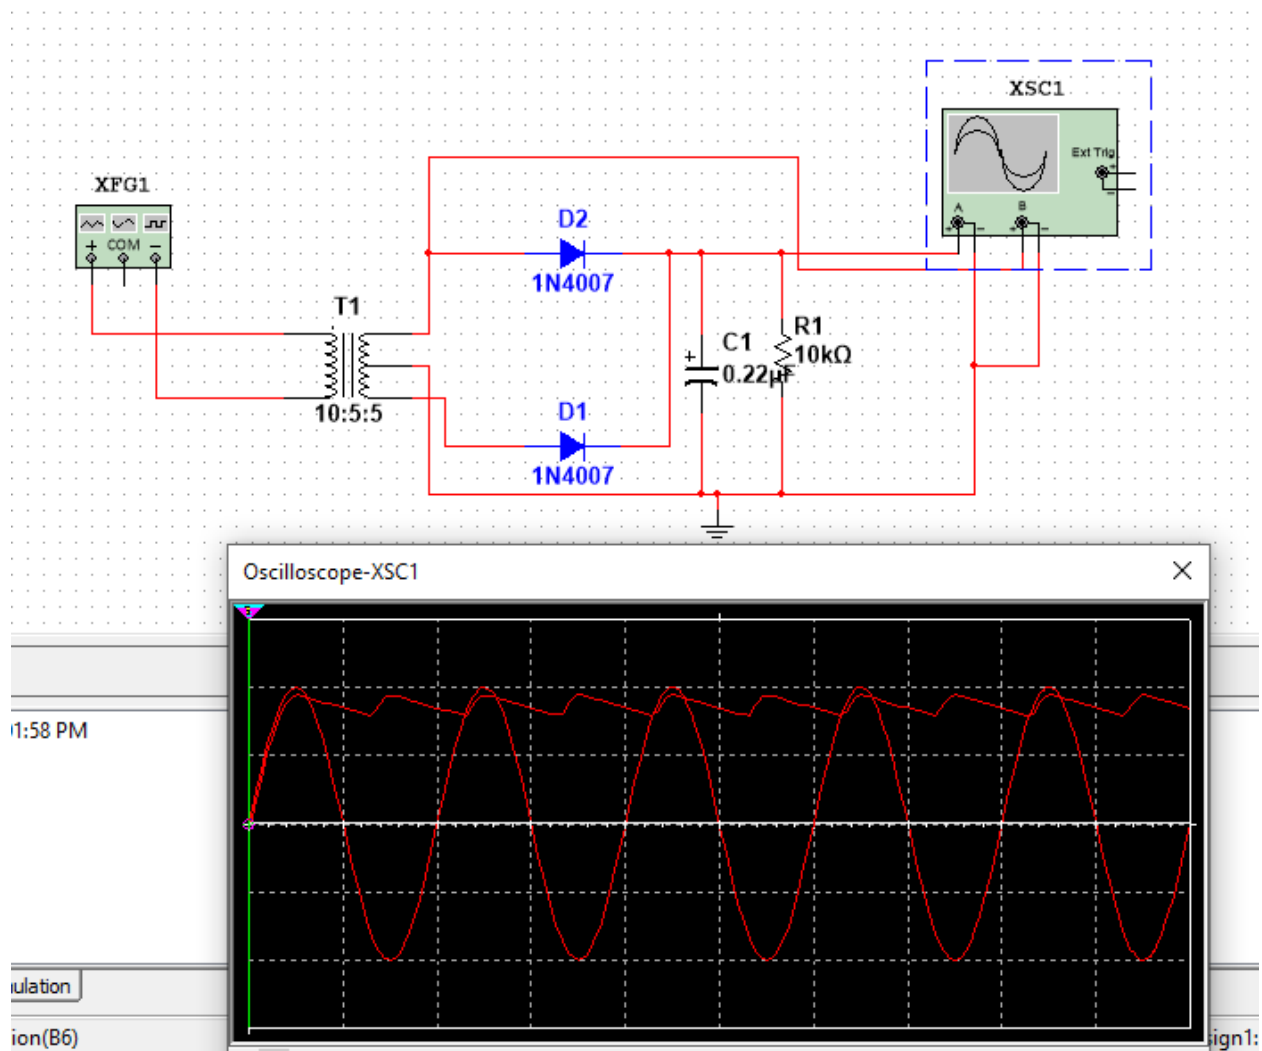 XSC1
Ext Trig
+
-
A
B
+ - + -
XFG1
+ COM -
D2
1N4007
T1
10:5:5
C1
+
0.22µF
R1
10kΩ
D1
1N4007
Oscilloscope-XSC1
1:58 PM
ulation
ion(B6)
sign1: